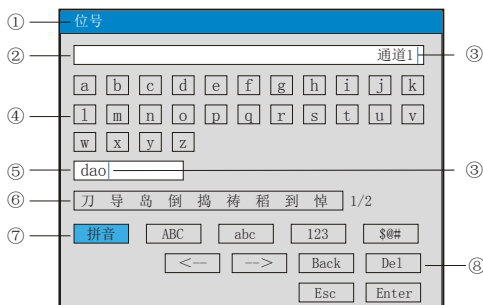 ① 位号
② 通道1 ③
a b c d e f g h i j k
④ l m n o p q r s t u v
w x y z
⑤ dao ③
⑥ 刀 导 岛 倒 捣 祷 稻 到 悼 1/2
⑦ 拼音 ABC abc 123 $@#
<-- --> Back Del ⑧
Esc Enter